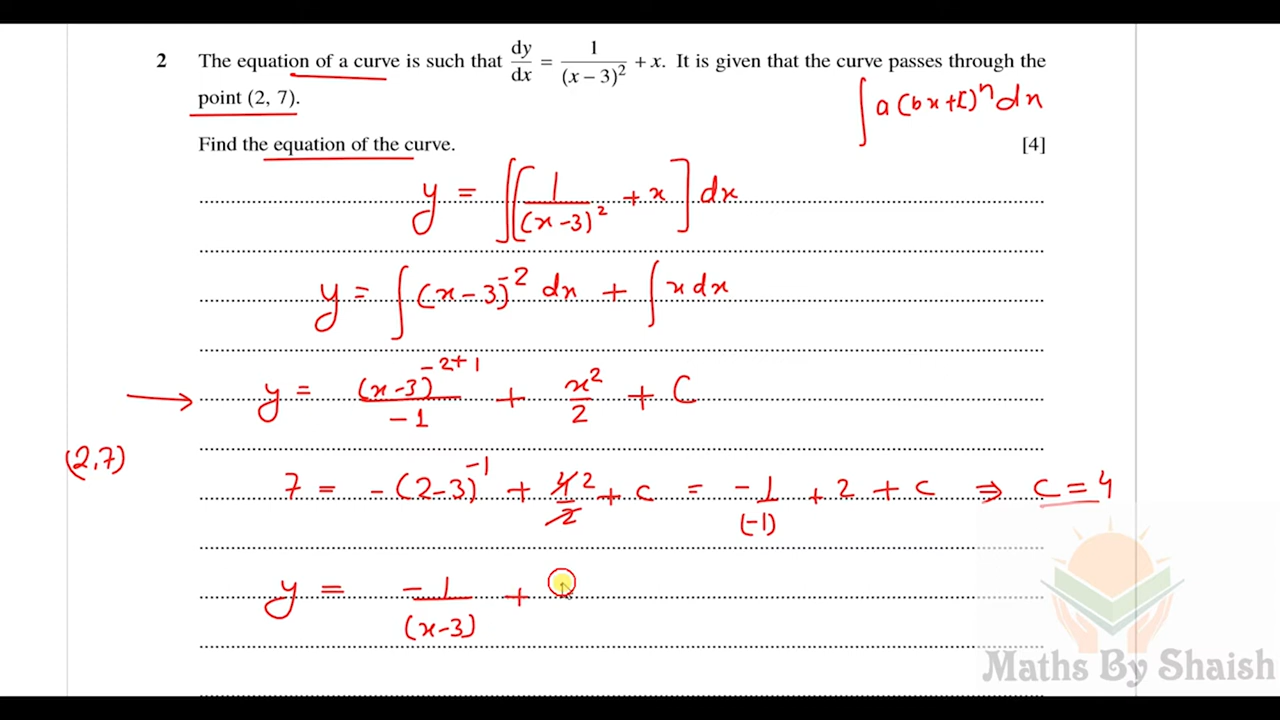 2 The equation of a curve is such that dy/dx = 1/(x – 3)² + x. It is given that the curve passes through the
point (2, 7).
∫ a(bx+c)ⁿ dx
Find the equation of the curve. [4]
y = ∫[1/(x-3)² + x] dx
y = ∫ (x-3)⁻² dx + ∫ x dx
→ y = (x-3)⁻²⁺¹/-1 + x²/2 + C
(2,7)
7 = -(2-3)⁻¹ + 4/2 2 + c = -1/(-1) + 2 + c ⇒ c = 4
y = -1/(x-3) +
Maths By Shaish